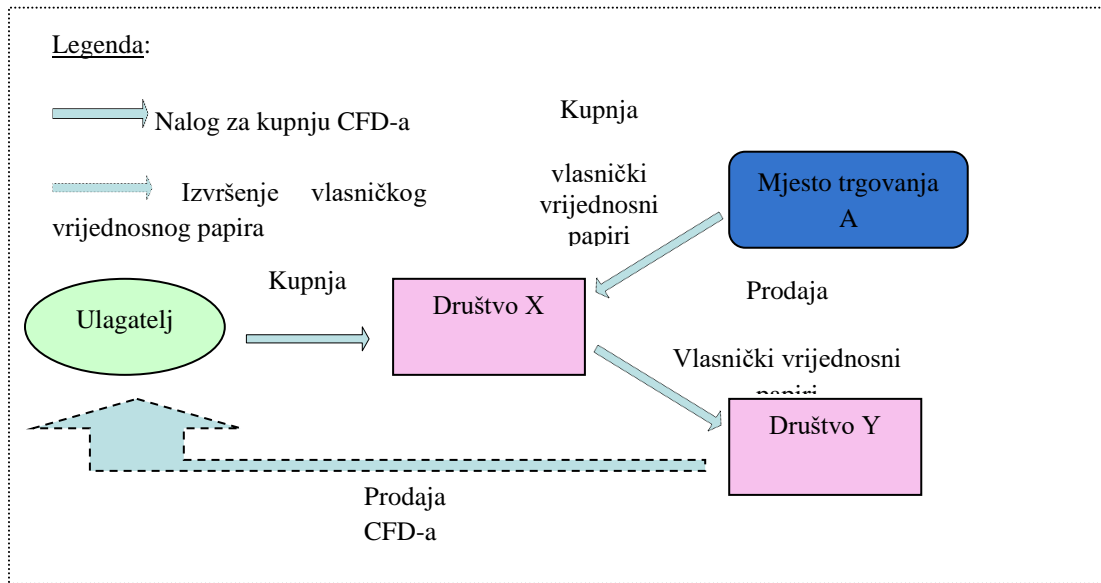 Legenda:
Nalog za kupnju CFD-a
Izvršenje vlasničkog
vrijednosnog papira
Kupnja
vlasnički
vrijednosni
papiri
Mjesto trgovanja
A
Kupnja
Ulagatelj
Društvo X
Prodaja
Vlasnički vrijednosni
papiri
Društvo Y
Prodaja
CFD-a